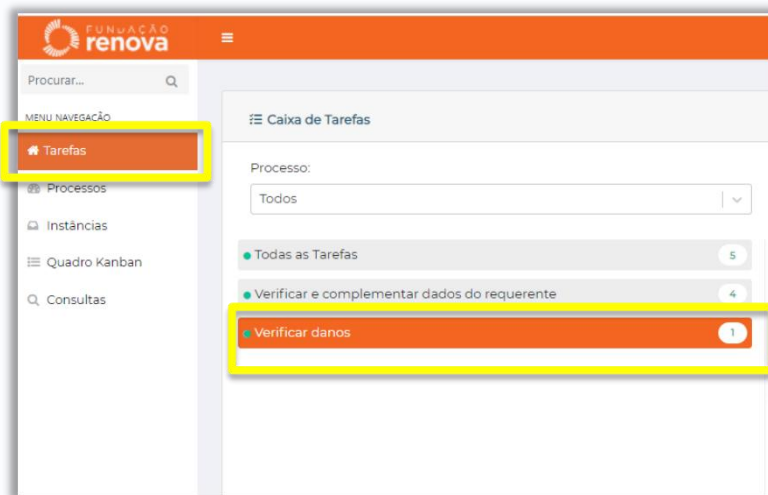 FUNDAÇÃO
renova
Procurar...
MENU NAVEGAÇÃO
Tarefas
Processos
Instâncias
Quadro Kanban
Consultas
Caixa de Tarefas
Processo:
Todos
Todas as Tarefas 5
Verificar e complementar dados do requerente 4
Verificar danos 1